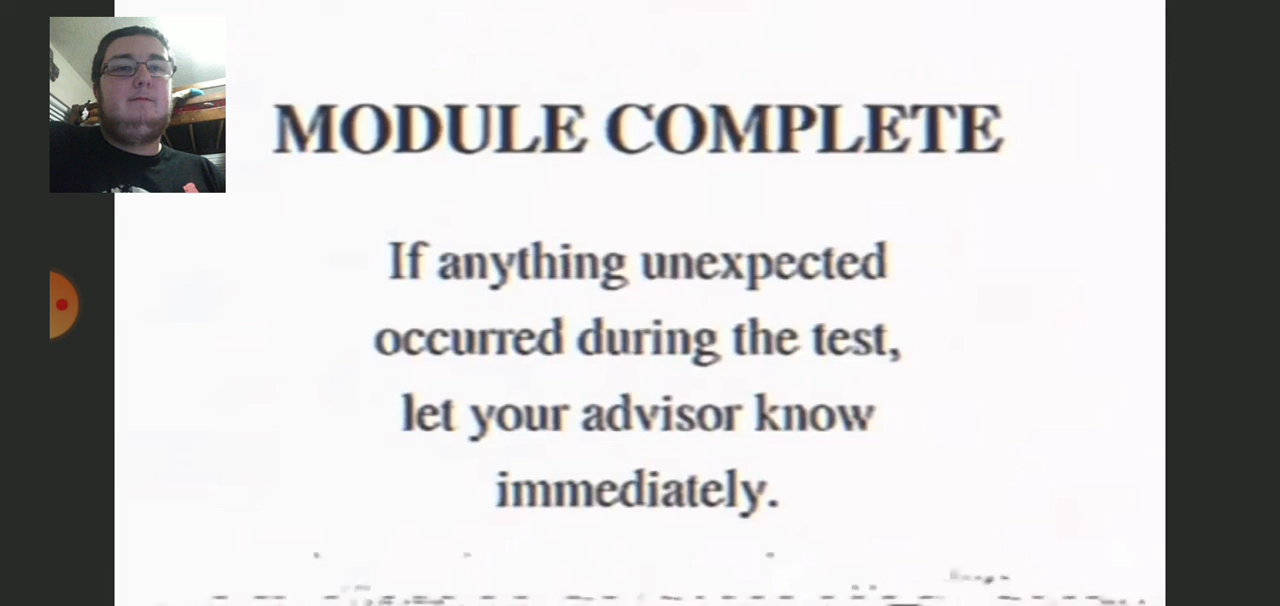 MODULE COMPLETE
If anything unexpected
occurred during the test,
let your advisor know
immediately.